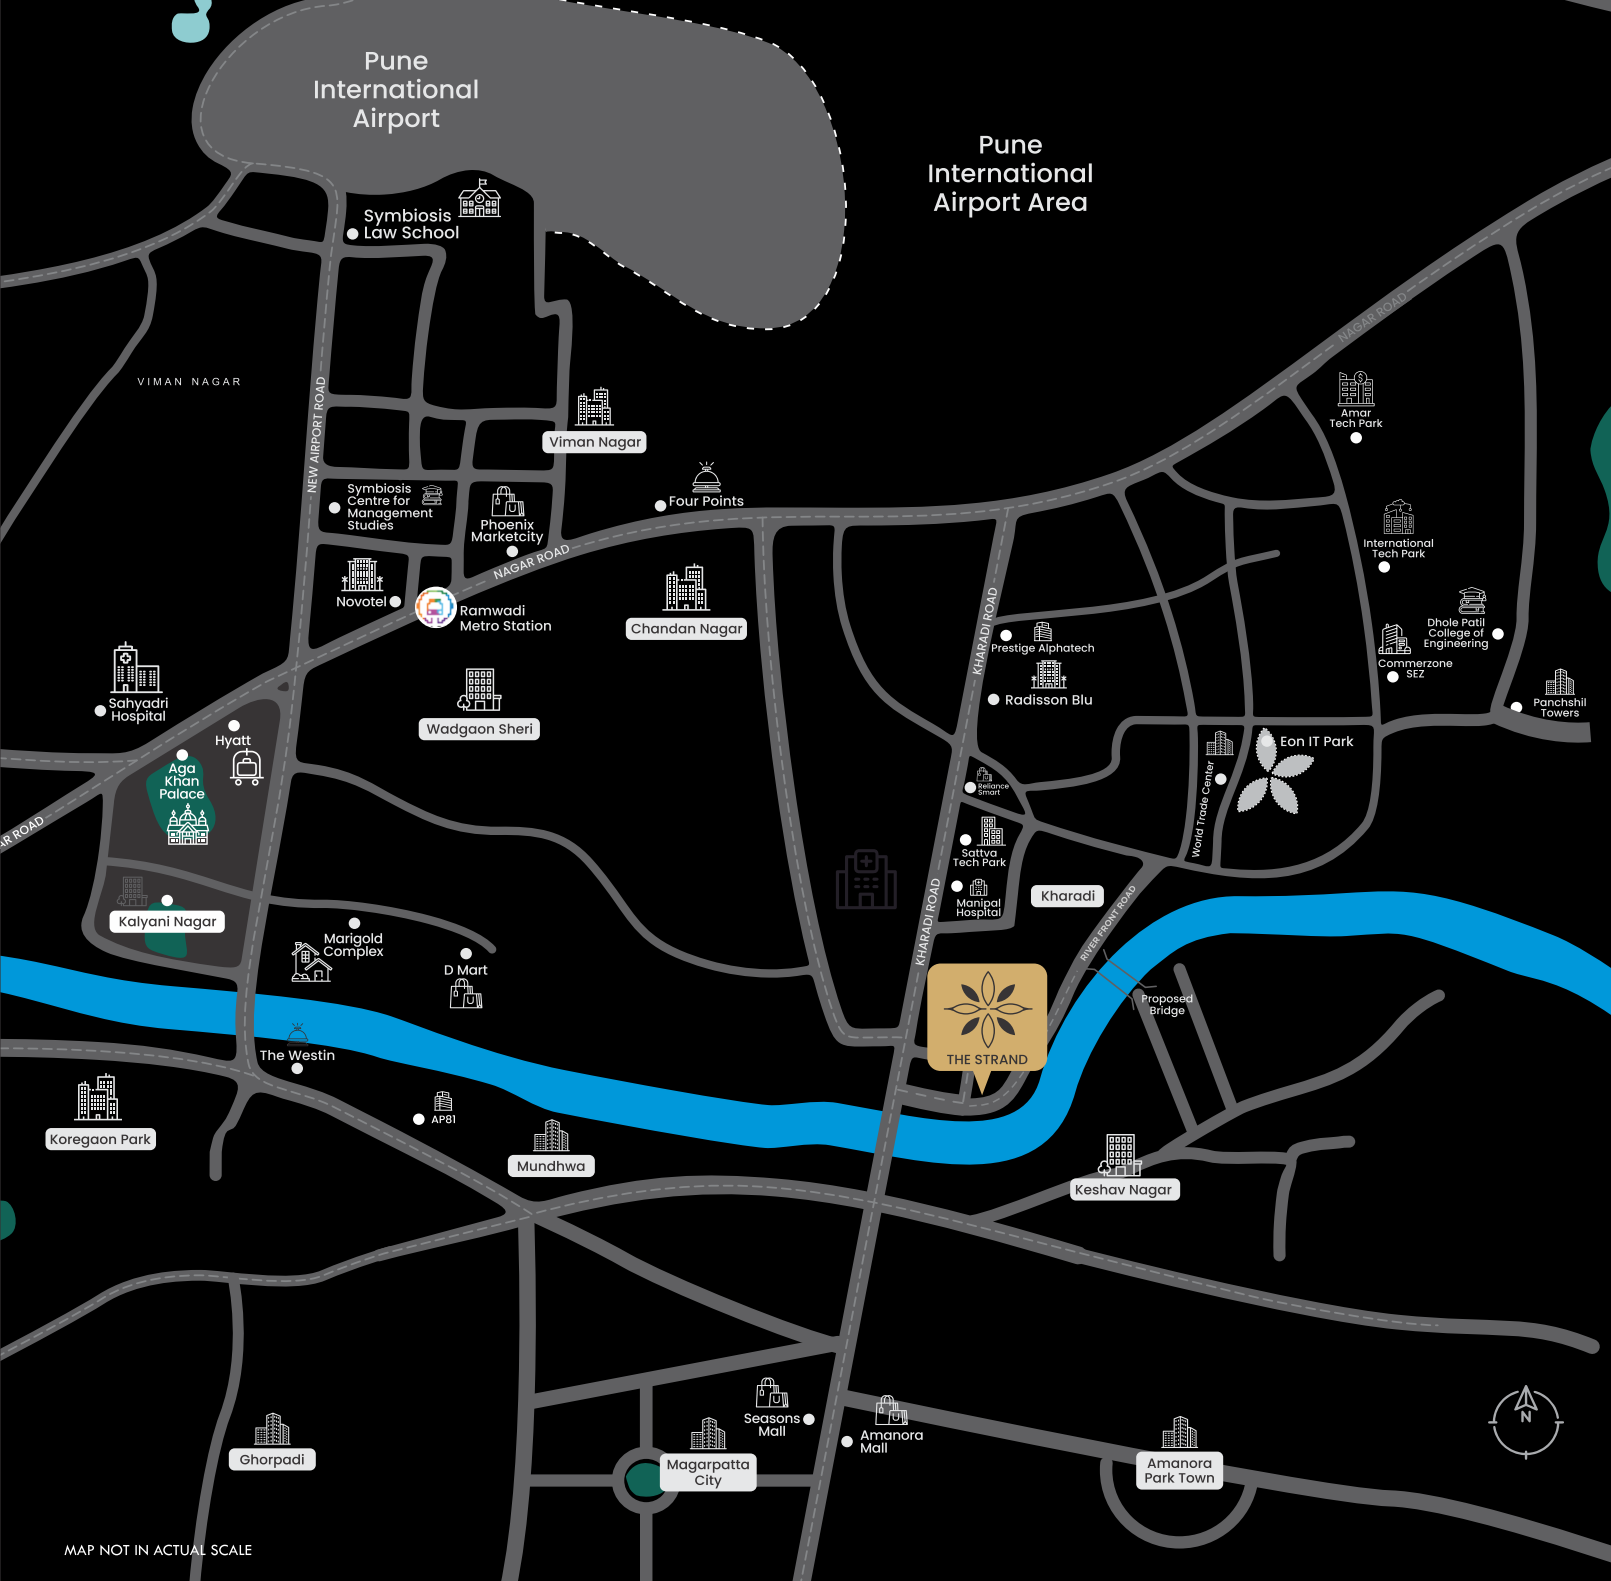 Pune
International
Airport
Pune
International
Airport Area
Symbiosis
Law School
NAGAR ROAD
VIMAN NAGAR
NEW AIRPORT ROAD
Amar
Tech Park
Viman Nagar
Symbiosis
Centre for
Management
Studies
Four Points
Phoenix
Marketcity
International
Tech Park
NAGAR ROAD
Novotel
Ramwadi
Metro Station
Chandan Nagar
KHARADI ROAD
Prestige Alphatech
Dhole Patil
College of
Engineering
Commerzone
SEZ
Radisson Blu
Panchshil
Towers
Sahyadri
Hospital
Wadgaon Sheri
Hyatt
Eon IT Park
Aga
Khan
Palace
World Trade Center
Reliance
Smart
AR ROAD
Sattva
Tech Park
Kharadi
Manipal
Hospital
KHARADI ROAD
RIVER FRONT ROAD
Kalyani Nagar
Marigold
Complex
D Mart
Proposed
Bridge
The Westin
THE STRAND
AP81
Koregaon Park
Mundhwa
Keshav Nagar
Seasons
Mall
Amanora
Mall
Ghorpadi
Magarpatta
City
Amanora
Park Town
N
MAP NOT IN ACTUAL SCALE